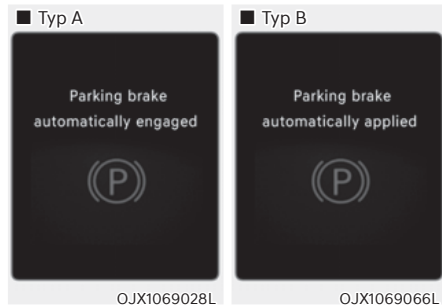 ■ Typ A
Parking brake
automatically engaged
(P)
OJX1069028L
■ Typ B
Parking brake
automatically applied
(P)
OJX1069066L